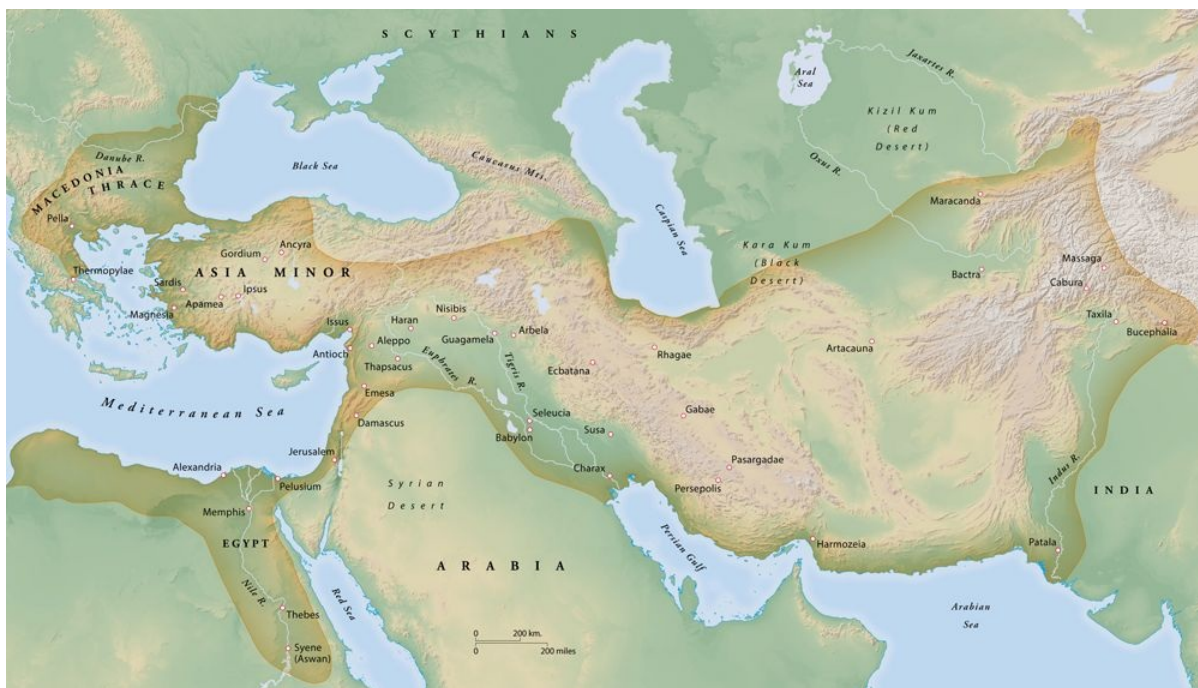 SCYTHIANS
Aral
Sea
Jaxartes R.
Kizil Kum
(Red
Desert)
Oxus R.
Black Sea
Caucasus Mts.
Caspian Sea
Danube R.
MACEDONIA
THRACE
Pella
Maracanda
Kara Kum
(Black
Desert)
Bactra
Massaga
Cabura
Taxila
Bucephalia
Gordium
Ancyra
ASIA MINOR
Thermopylae
Sardis
Ipsus
Apamea
Magnesia
Issus
Haran
Nisibis
Antioch
Aleppo
Guagamela
Arbela
Thapsacus
Euphrates R.
Tigris R.
Ecbatana
Rhagae
Artacauna
Emesa
Mediterranean Sea
Damascus
Seleucia
Babylon
Susa
Gabae
Jerusalem
Alexandria
Pelusium
Syrian
Desert
Charax
Pasargadae
Persepolis
Indus R.
INDIA
Memphis
EGYPT
Nile R.
Red Sea
ARABIA
Persian Gulf
Harmozeia
Patala
Thebes
Syene
(Aswan)
0 200 km.
0 200 miles
Arabian
Sea